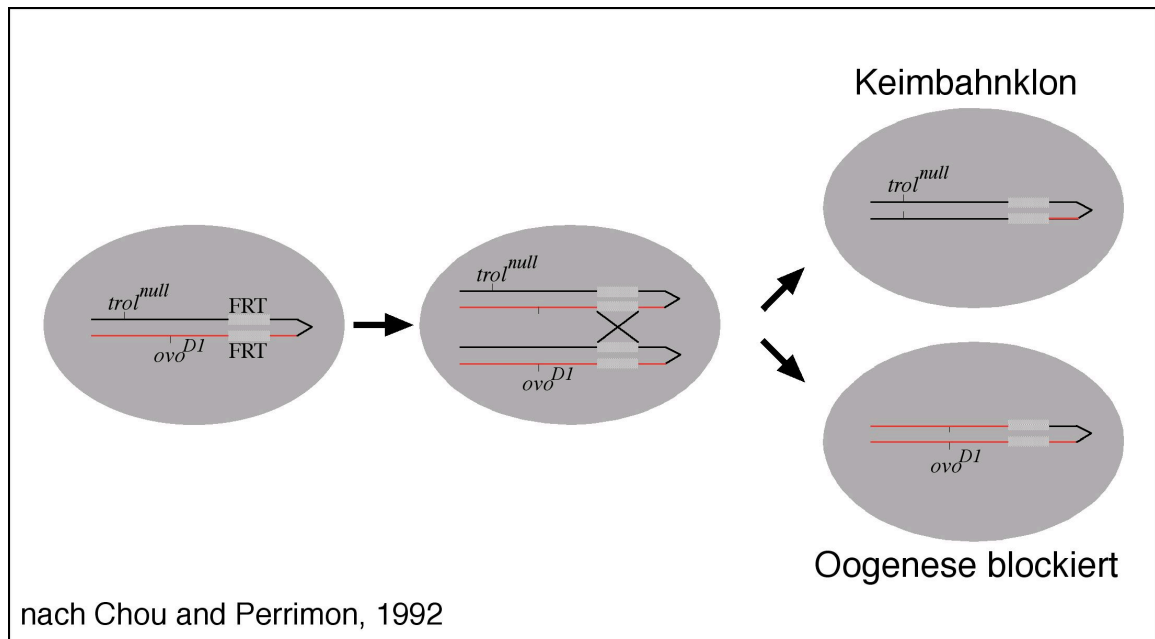 Keimbahnklon
trol^null
trol^null
trol^null FRT
ovo^D1 FRT
ovo^D1
ovo^D1
Oogenese blockiert
nach Chou and Perrimon, 1992